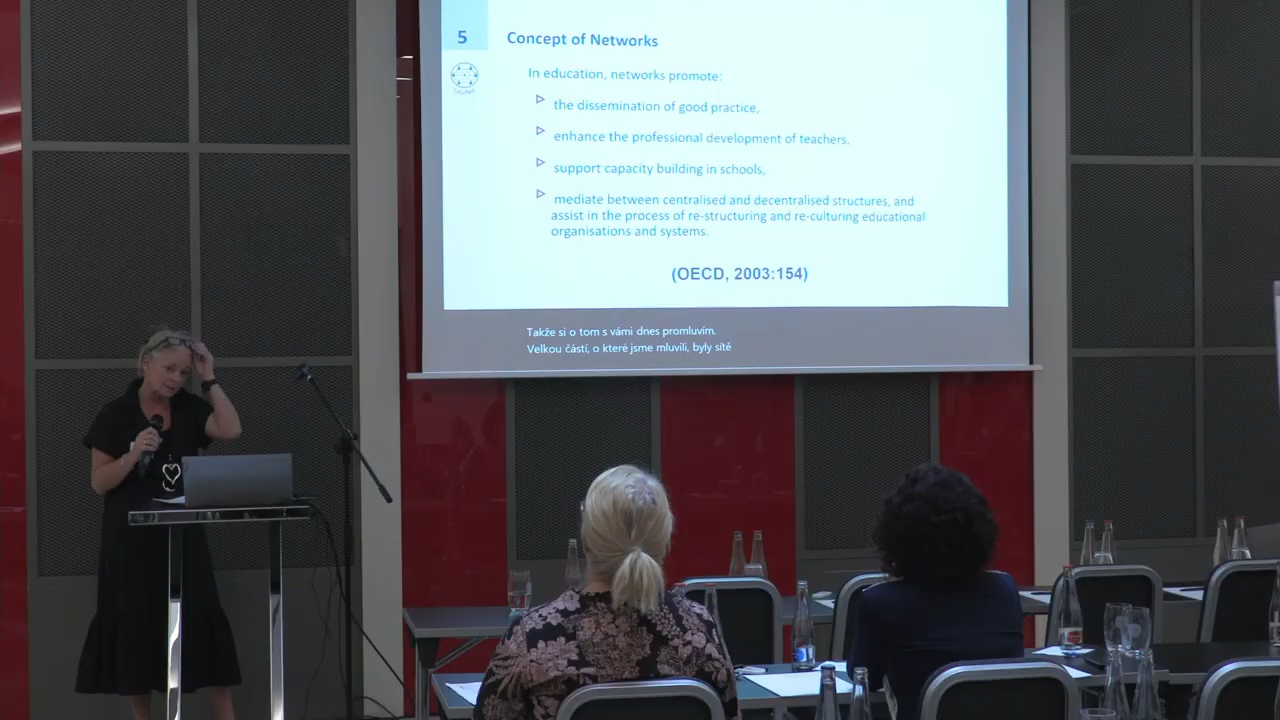 5
Concept of Networks
In education, networks promote:
the dissemination of good practice,
enhance the professional development of teachers,
support capacity building in schools,
mediate between centralised and decentralised structures, and
assist in the process of re-structuring and re-culturing educational
organisations and systems.
(OECD, 2003:154)
Takže si o tom s vámi dnes promluvím.
Velkou částí, o které jsme mluvili, byly sítě